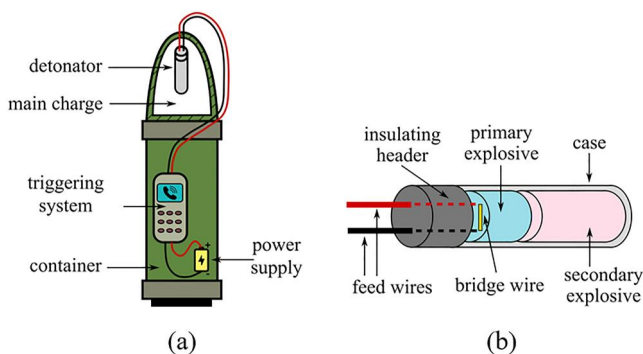 detonator
main charge
triggering
system
container
power
supply
(a)
insulating
header
primary
explosive
case
feed wires
bridge wire
secondary
explosive
(b)